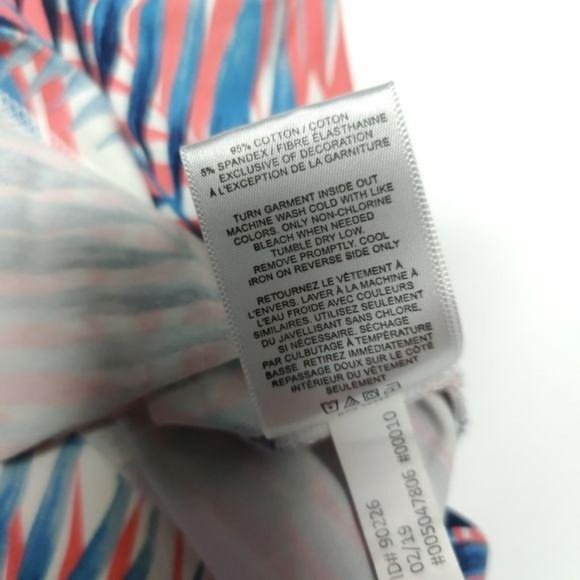 95% COTTON / COTON
5% SPANDEX / FIBRE ÉLASTHANNE
EXCLUSIVE OF DECORATION
À L'EXCEPTION DE LA GARNITURE
TURN GARMENT INSIDE OUT
MACHINE WASH COLD WITH LIKE
COLORS. ONLY NON-CHLORINE
BLEACH WHEN NEEDED
TUMBLE DRY LOW.
REMOVE PROMPTLY. COOL
IRON ON REVERSE SIDE ONLY
RETOURNEZ LE VÊTEMENT À
L'ENVERS. LAVER À LA MACHINE À
L'EAU FROIDE AVEC COULEURS
SIMILAIRES. UTILISEZ SEULEMENT
DU JAVELLISANT SANS CHLORE,
SI NÉCESSAIRE. SÉCHAGE
PAR CULBUTAGE À TEMPÉRATURE
BASSE. RETIREZ IMMÉDIATEMENT
REPASSAGE DOUX SUR LE CÔTÉ
INTÉRIEUR DU VÊTEMENT
SEULEMENT
ID# 90226
02/19
#005047806 #00010